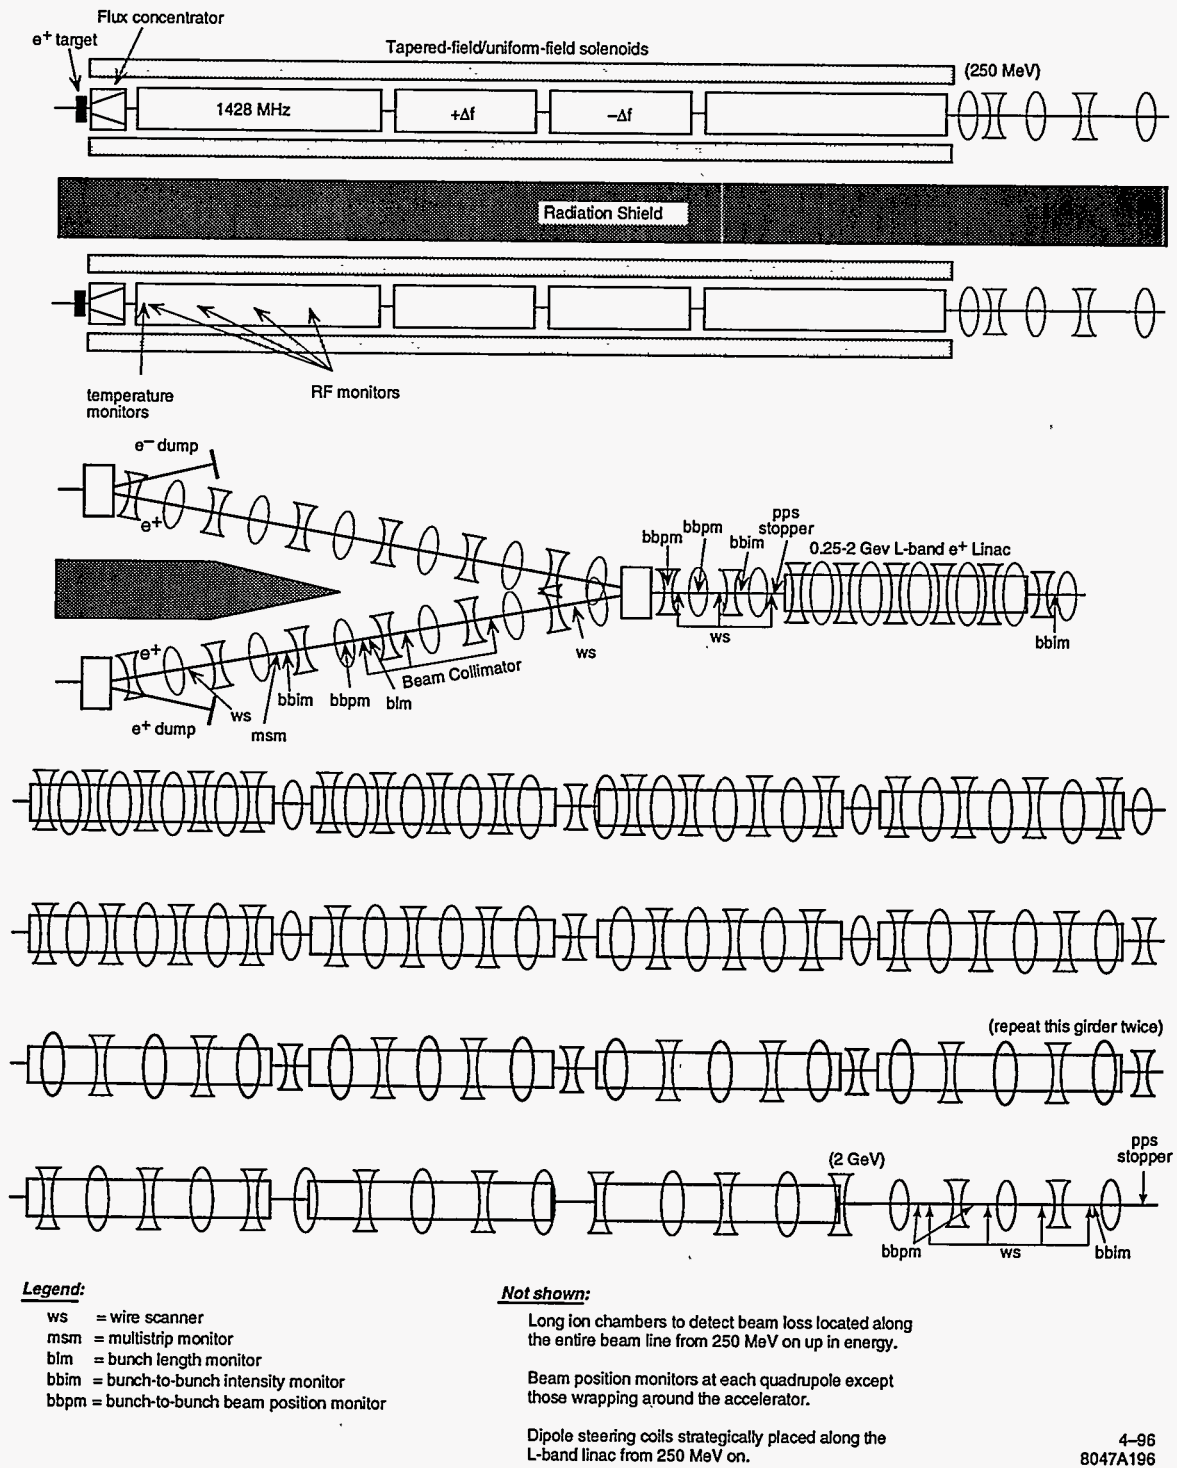 Flux concentrator
e+ target
Tapered-field/uniform-field solenoids
(250 MeV)
1428 MHz
+Δf
−Δf
Radiation Shield
temperature
monitors
RF monitors
e− dump
e+
bbpm
bbpm
bbim
pps
stopper
0.25-2 Gev L-band e+ Linac
ws
bbim
e+
e+ dump
ws
msm
bbim
bbpm
blm
Beam Collimator
ws
(repeat this girder twice)
(2 GeV)
pps
stopper
bbpm
ws
bbim
Legend:
ws = wire scanner
msm = multistrip monitor
blm = bunch length monitor
bbim = bunch-to-bunch intensity monitor
bbpm = bunch-to-bunch beam position monitor
Not shown:
Long ion chambers to detect beam loss located along
the entire beam line from 250 MeV on up in energy.
Beam position monitors at each quadrupole except
those wrapping around the accelerator.
Dipole steering coils strategically placed along the
L-band linac from 250 MeV on.
4–96
8047A196